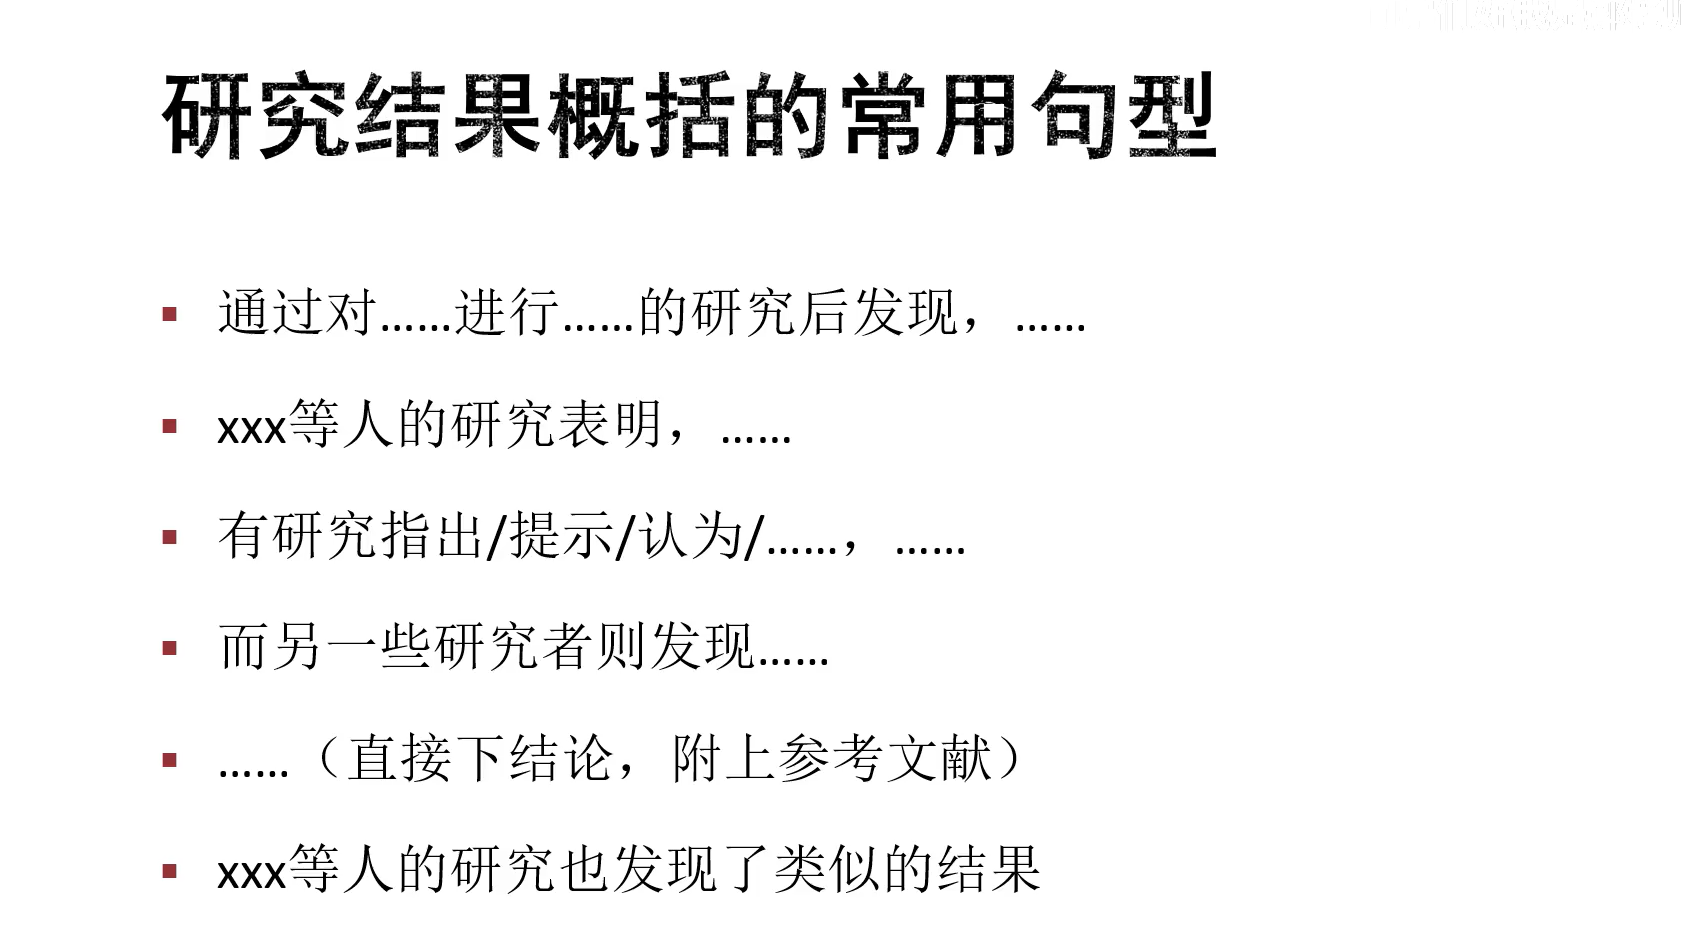 研究结果概括的常用句型
通过对……进行……的研究后发现，……
xxx等人的研究表明，……
有研究指出/提示/认为/……，……
而另一些研究者则发现……
……（直接下结论，附上参考文献）
xxx等人的研究也发现了类似的结果